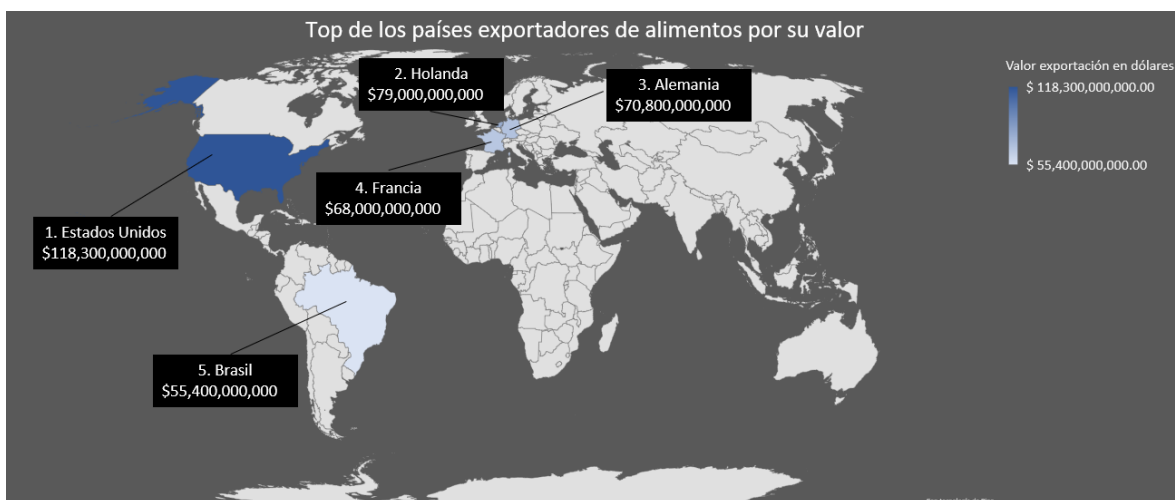 Top de los países exportadores de alimentos por su valor
2. Holanda
$79,000,000,000
3. Alemania
$70,800,000,000
Valor exportación en dólares
$ 118,300,000,000.00
$ 55,400,000,000.00
4. Francia
$68,000,000,000
1. Estados Unidos
$118,300,000,000
5. Brasil
$55,400,000,000